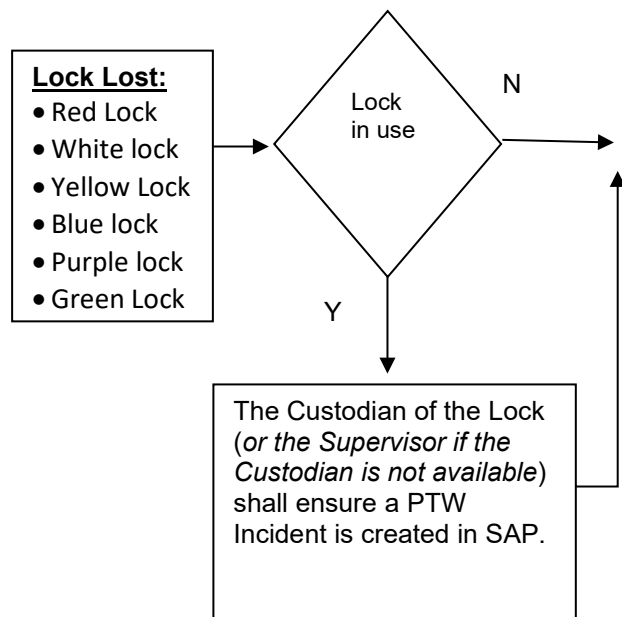 Lock Lost:
• Red Lock
• White lock
• Yellow Lock
• Blue lock
• Purple lock
• Green Lock
Lock
in use
N
Y
The Custodian of the Lock
(or the Supervisor if the
Custodian is not available)
shall ensure a PTW
Incident is created in SAP.